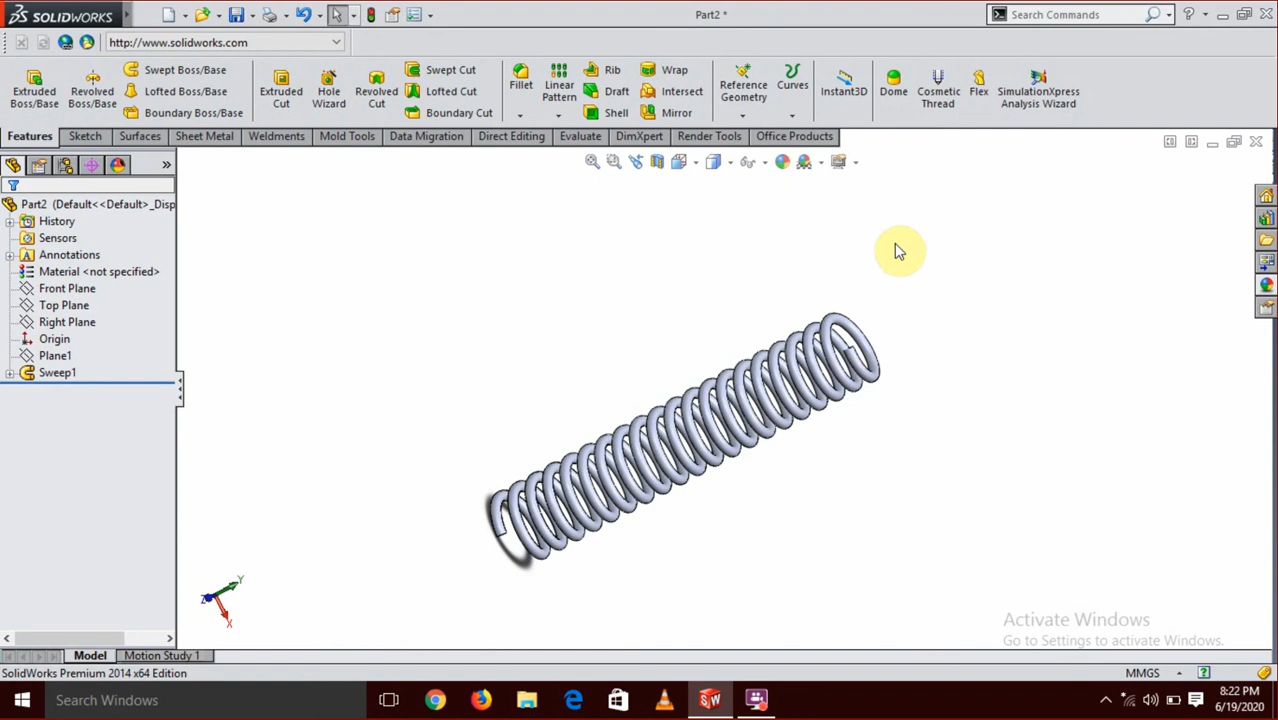 SOLIDWORKS
Part2 *
Search Commands
http://www.solidworks.com
Extruded Boss/Base
Revolved Boss/Base
Swept Boss/Base
Lofted Boss/Base
Boundary Boss/Base
Extruded Cut
Hole Wizard
Revolved Cut
Swept Cut
Lofted Cut
Boundary Cut
Fillet
Linear Pattern
Rib
Draft
Shell
Wrap
Intersect
Mirror
Reference Geometry
Curves
Instant3D
Dome
Cosmetic Thread
Flex
SimulationXpress Analysis Wizard
Features
Sketch
Surfaces
Sheet Metal
Weldments
Mold Tools
Data Migration
Direct Editing
Evaluate
DimXpert
Render Tools
Office Products
Part2 (Default<<Default>_Disp
History
Sensors
Annotations
Material <not specified>
Front Plane
Top Plane
Right Plane
Origin
Plane1
Sweep1
Y
Z
X
Activate Windows
Go to Settings to activate Windows.
Model
Motion Study 1
SolidWorks Premium 2014 x64 Edition
MMGS
Search Windows
8:22 PM
6/19/2020